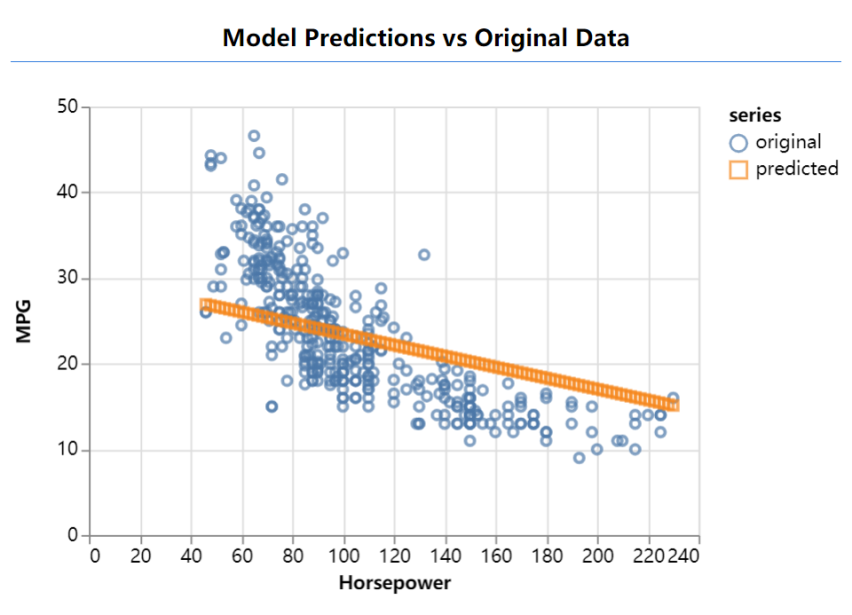 Model Predictions vs Original Data
series
original
predicted
MPG
50
40
30
20
10
0
0 20 40 60 80 100 120 140 160 180 200 220 240
Horsepower